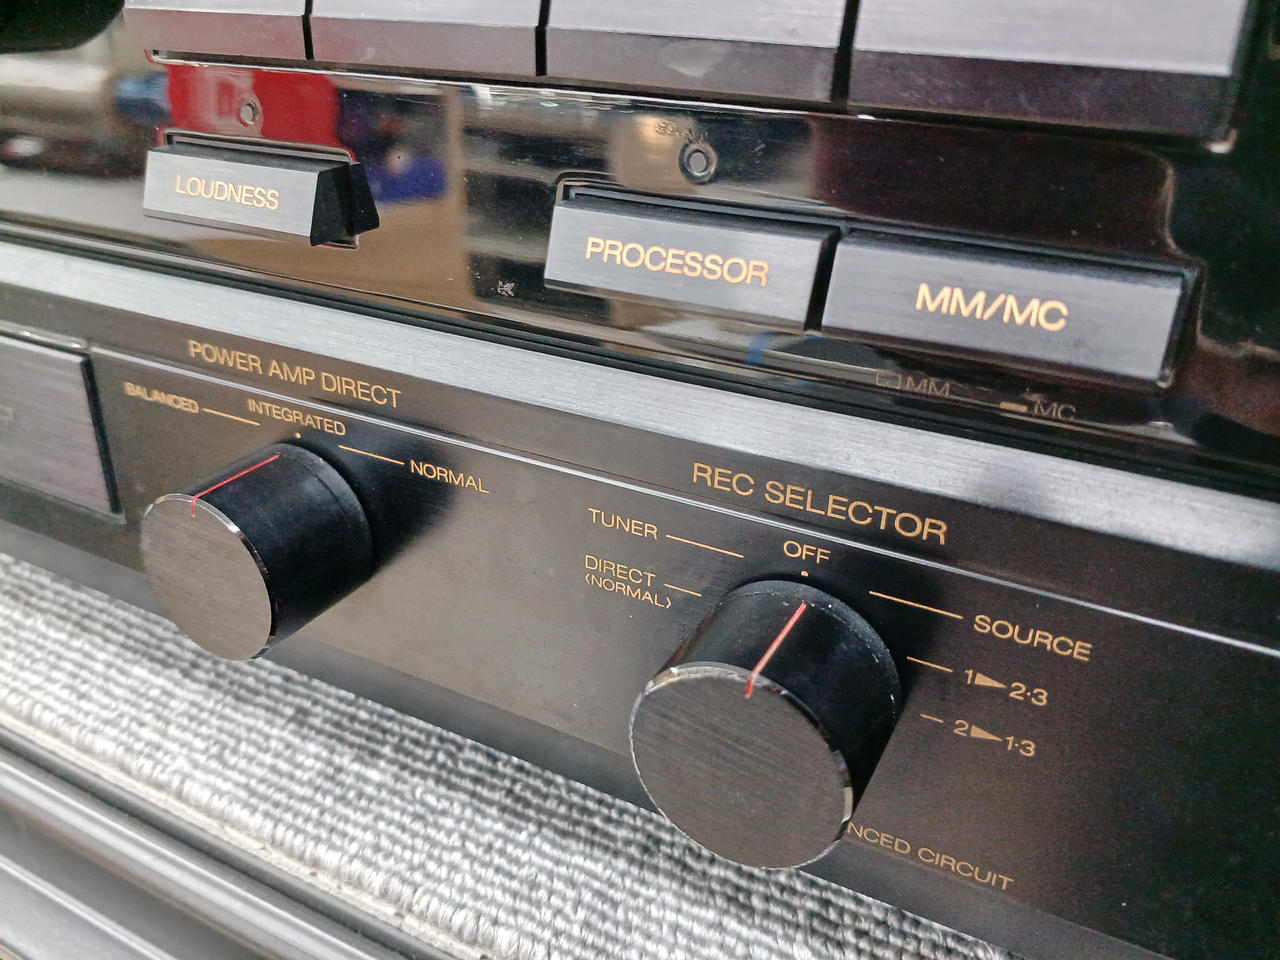 LOUDNESS
PROCESSOR
MM/MC
MM
MC
POWER AMP DIRECT
BALANCED
INTEGRATED
NORMAL
REC SELECTOR
TUNER
OFF
DIRECT
(NORMAL)
SOURCE
1▶2·3
2▶1·3
NCED CIRCUIT